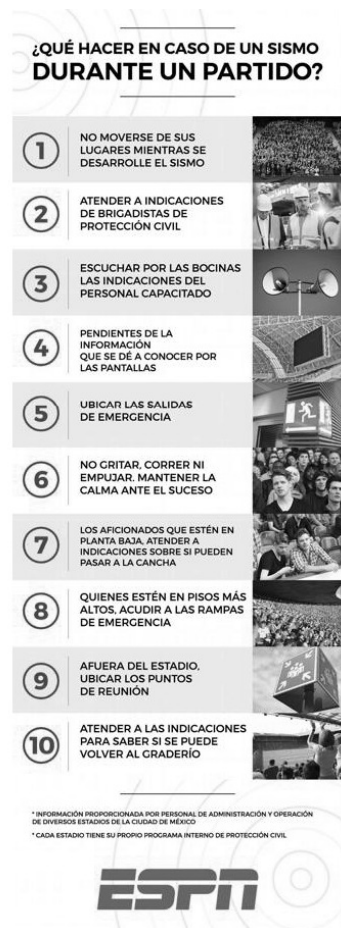 ¿QUÉ HACER EN CASO DE UN SISMO
DURANTE UN PARTIDO?
1
NO MOVERSE DE SUS
LUGARES MIENTRAS SE
DESARROLLE EL SISMO
2
ATENDER A INDICACIONES
DE BRIGADISTAS DE
PROTECCIÓN CIVIL
3
ESCUCHAR POR LAS BOCINAS
LAS INDICACIONES DEL
PERSONAL CAPACITADO
4
PENDIENTES DE LA
INFORMACIÓN
QUE SE DÉ A CONOCER POR
LAS PANTALLAS
5
UBICAR LAS SALIDAS
DE EMERGENCIA
6
NO GRITAR, CORRER NI
EMPUJAR. MANTENER LA
CALMA ANTE EL SUCESO
7
LOS AFICIONADOS QUE ESTÉN EN
PLANTA BAJA, ATENDER A
INDICACIONES SOBRE SI PUEDEN
PASAR A LA CANCHA
8
QUIENES ESTÉN EN PISOS MÁS
ALTOS, ACUDIR A LAS RAMPAS
DE EMERGENCIA
9
AFUERA DEL ESTADIO,
UBICAR LOS PUNTOS
DE REUNIÓN
10
ATENDER A LAS INDICACIONES
PARA SABER SI SE PUEDE
VOLVER AL GRADERÍO
* INFORMACIÓN PROPORCIONADA POR PERSONAL DE ADMINISTRACIÓN Y OPERACIÓN
DE DIVERSOS ESTADIOS DE LA CIUDAD DE MÉXICO
* CADA ESTADIO TIENE SU PROPIO PROGRAMA INTERNO DE PROTECCIÓN CIVIL
ESPN